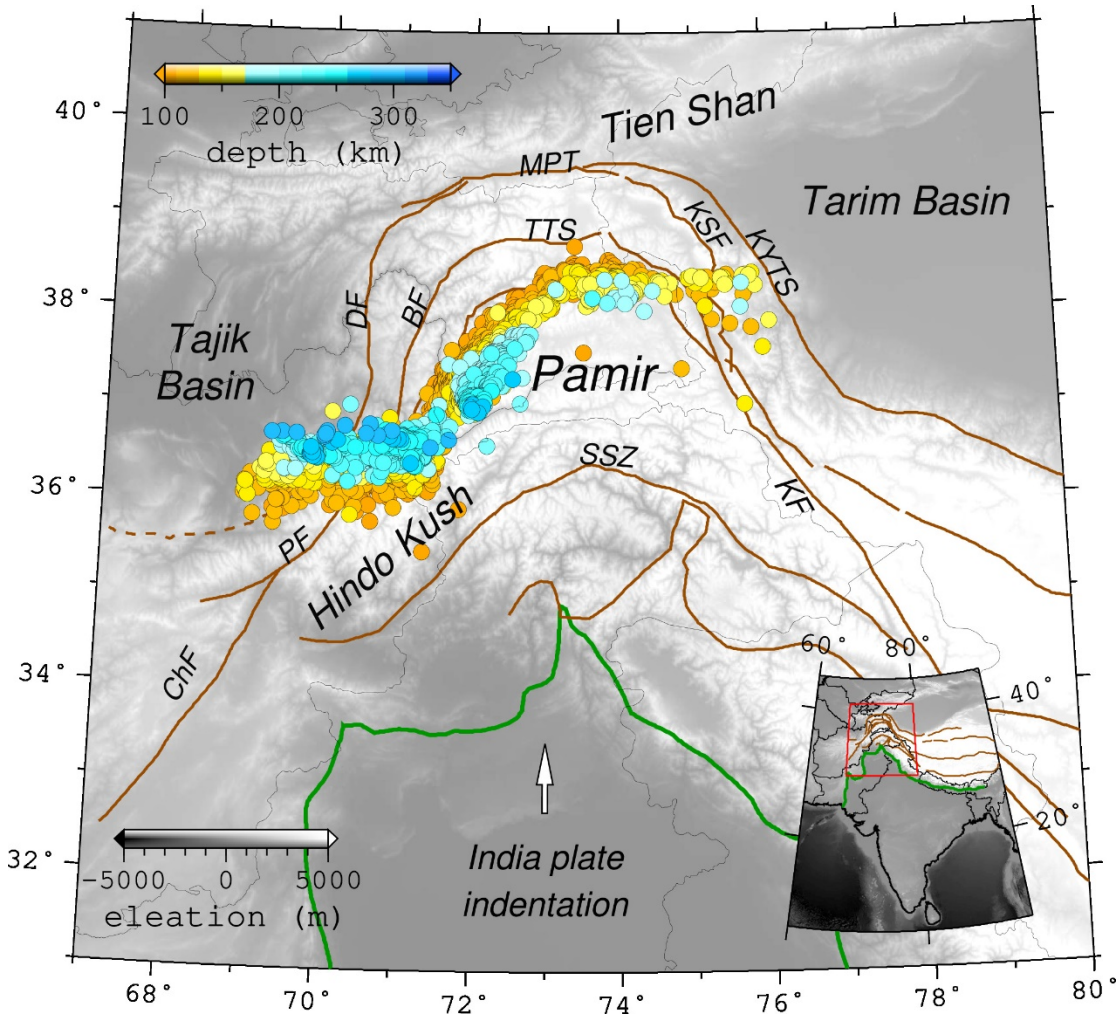 100 200 300
depth (km)
Tien Shan
40°
MPT
Tarim Basin
KSF
KYTS
TTS
38°
DF
BF
Tajik
Basin
Pamir
36°
SSZ
KF
PF
Hindo Kush
60° 80°
34°
ChF
40°
20°
32°
−5000 0 5000
eleation (m)
India plate
indentation
68° 70° 72° 74° 76° 78° 80°